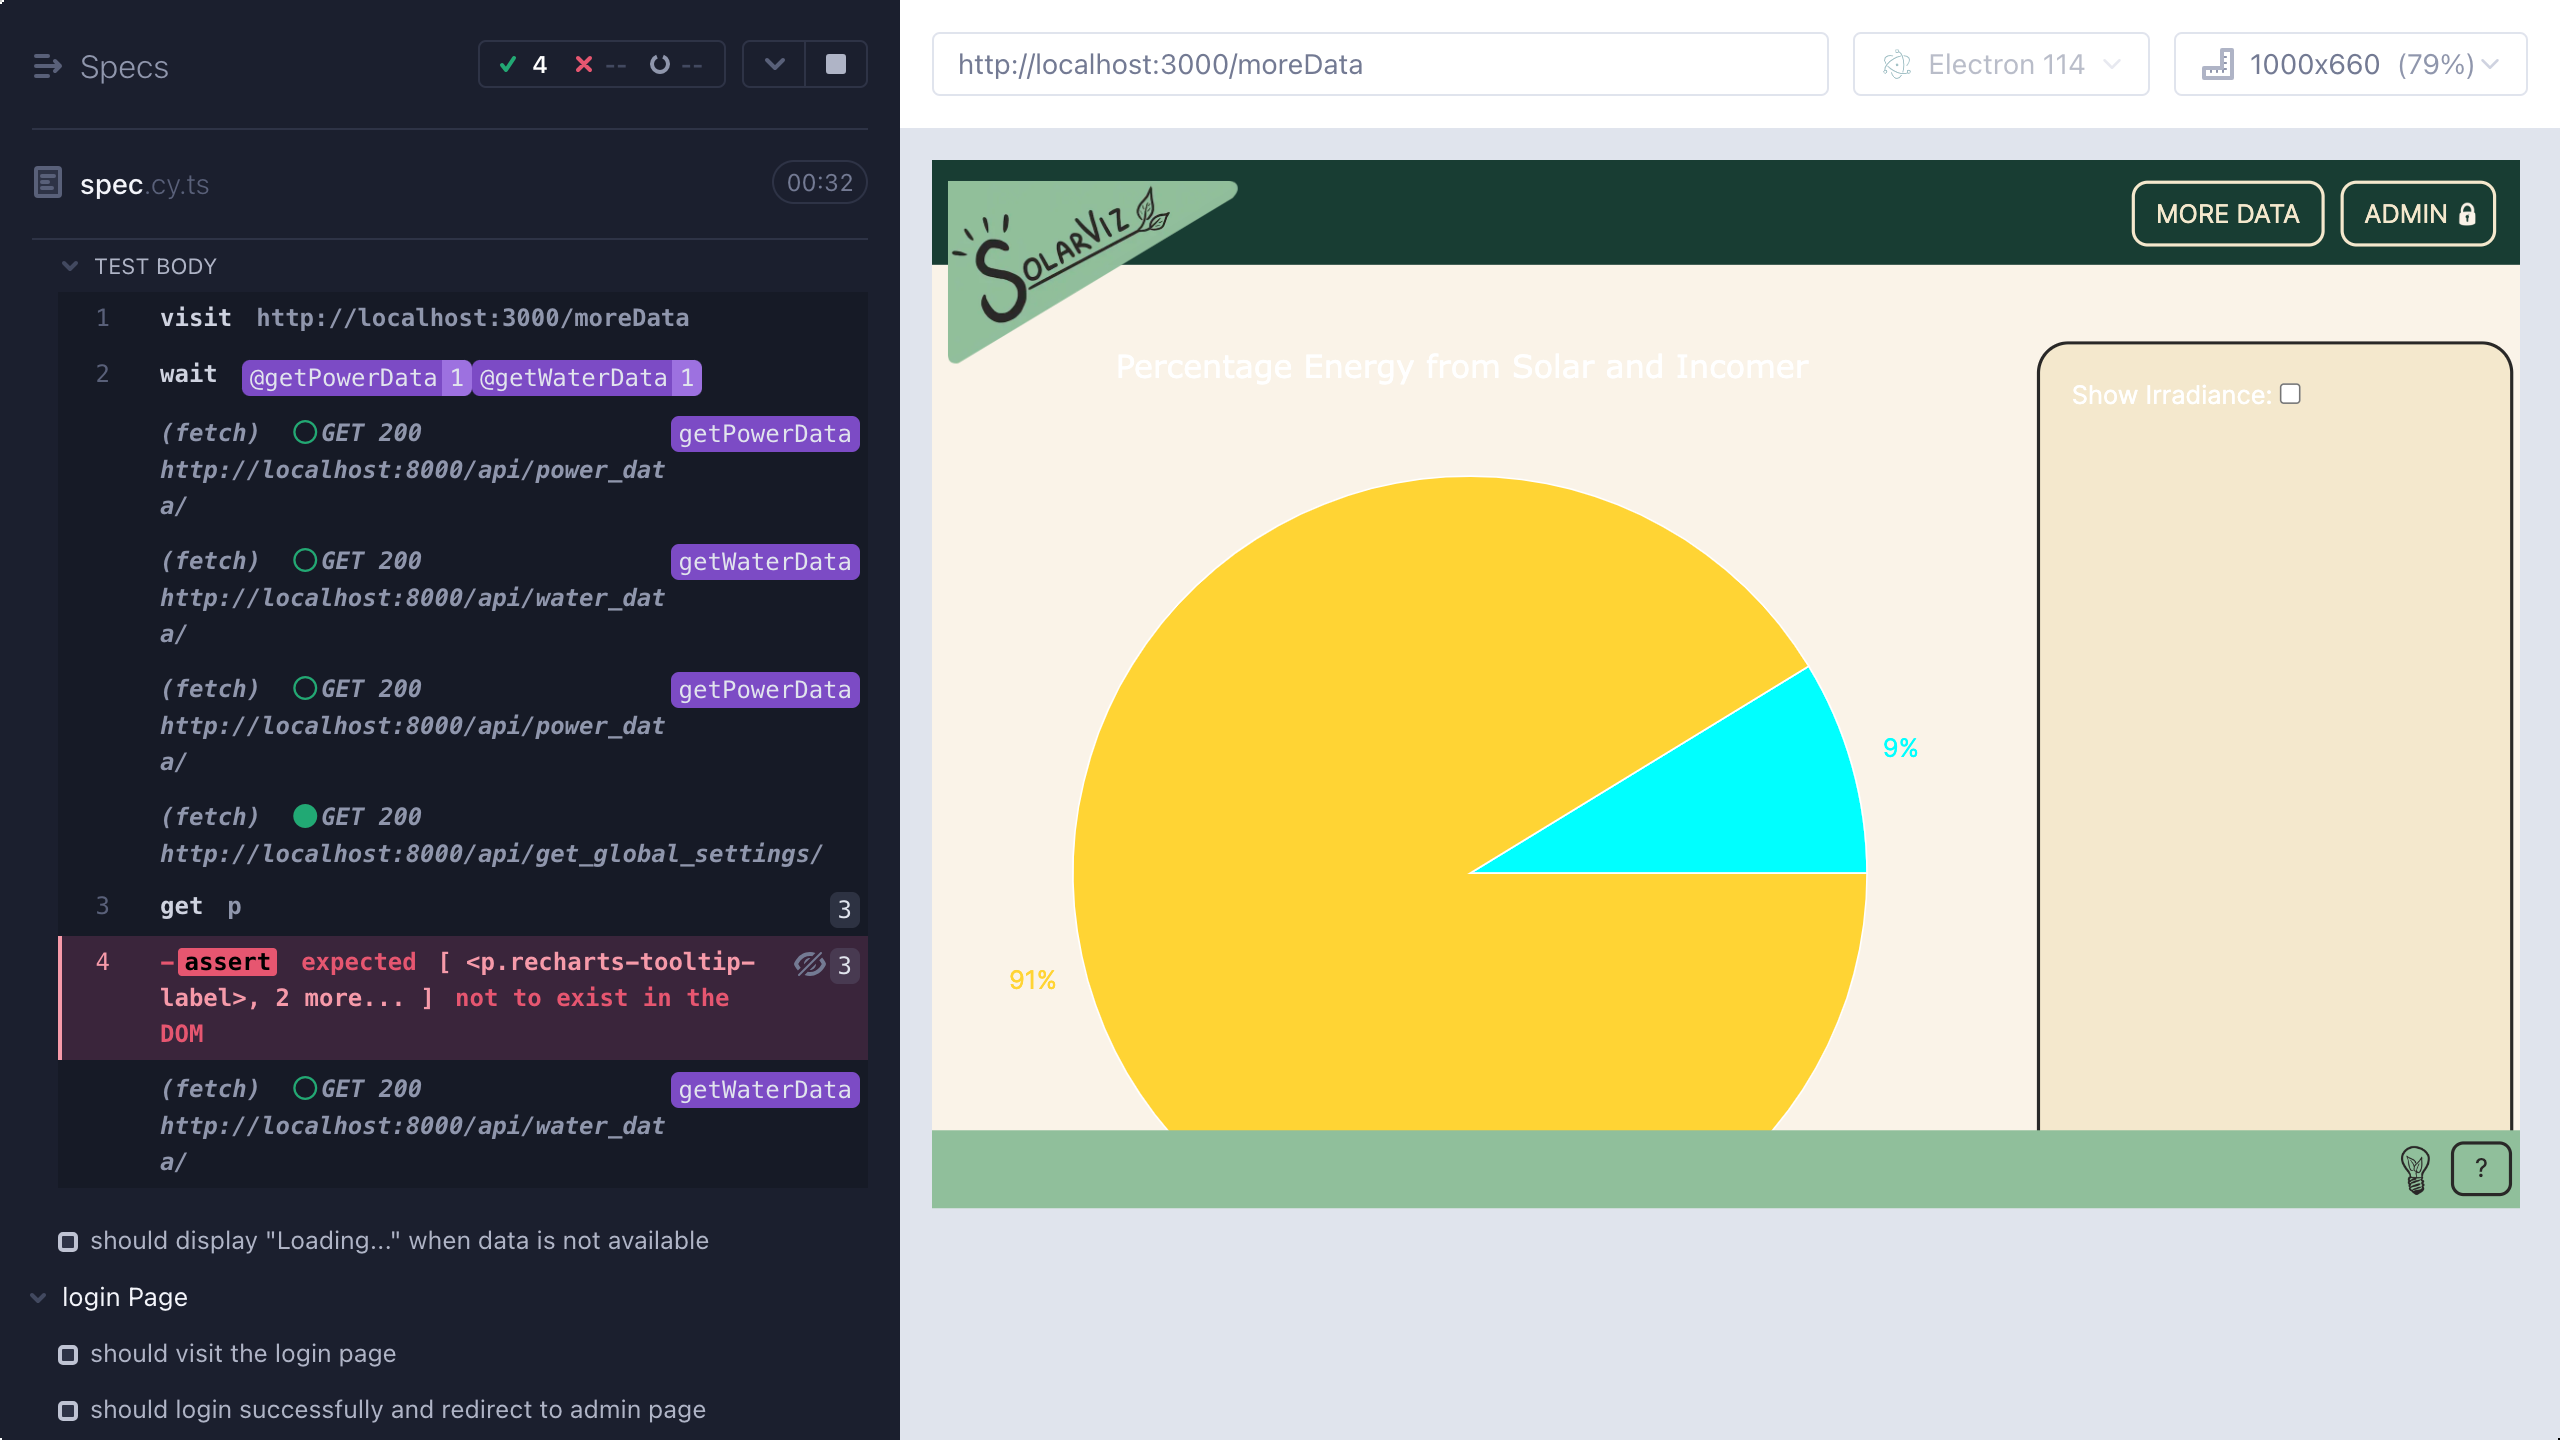 Specs
4
--
--
spec.cy.ts
00:32
TEST BODY
1 visit http://localhost:3000/moreData
2 wait @getPowerData 1 @getWaterData 1
(fetch) GET 200 getPowerData
http://localhost:8000/api/power_dat
a/
(fetch) GET 200 getWaterData
http://localhost:8000/api/water_dat
a/
(fetch) GET 200 getPowerData
http://localhost:8000/api/power_dat
a/
(fetch) GET 200
http://localhost:8000/api/get_global_settings/
3 get p 3
4 -assert expected [ <p.recharts-tooltip- 3
label>, 2 more... ] not to exist in the
DOM
(fetch) GET 200 getWaterData
http://localhost:8000/api/water_dat
a/
should display "Loading..." when data is not available
login Page
should visit the login page
should login successfully and redirect to admin page
http://localhost:3000/moreData
Electron 114
1000x660 (79%)
SOLARVIZ
MORE DATA
ADMIN
Percentage Energy from Solar and Incomer
Show Irradiance:
9%
91%
?